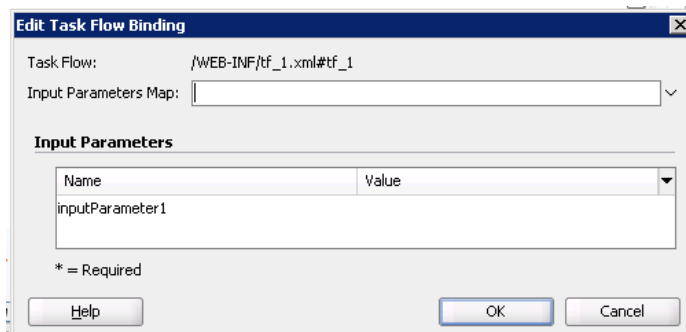 Edit Task Flow Binding
Task Flow: /WEB-INF/tf_1.xml#tf_1
Input Parameters Map:
Input Parameters
Name Value
inputParameter1
* = Required
Help OK Cancel